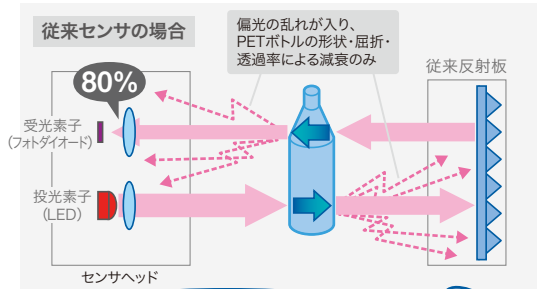 従来センサの場合
偏光の乱れが入り、
PETボトルの形状・屈折・
透過率による減衰のみ
従来反射板
80%
受光素子
(フォトダイオード)
投光素子
(LED)
センサヘッド